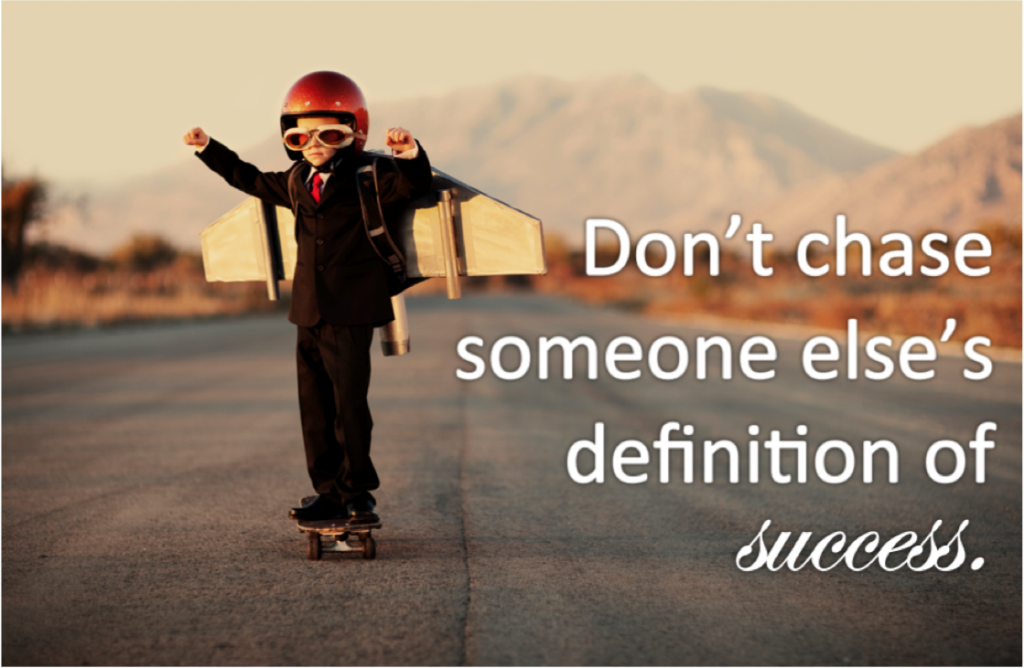 Don’t chase
someone else’s
definition of
success.